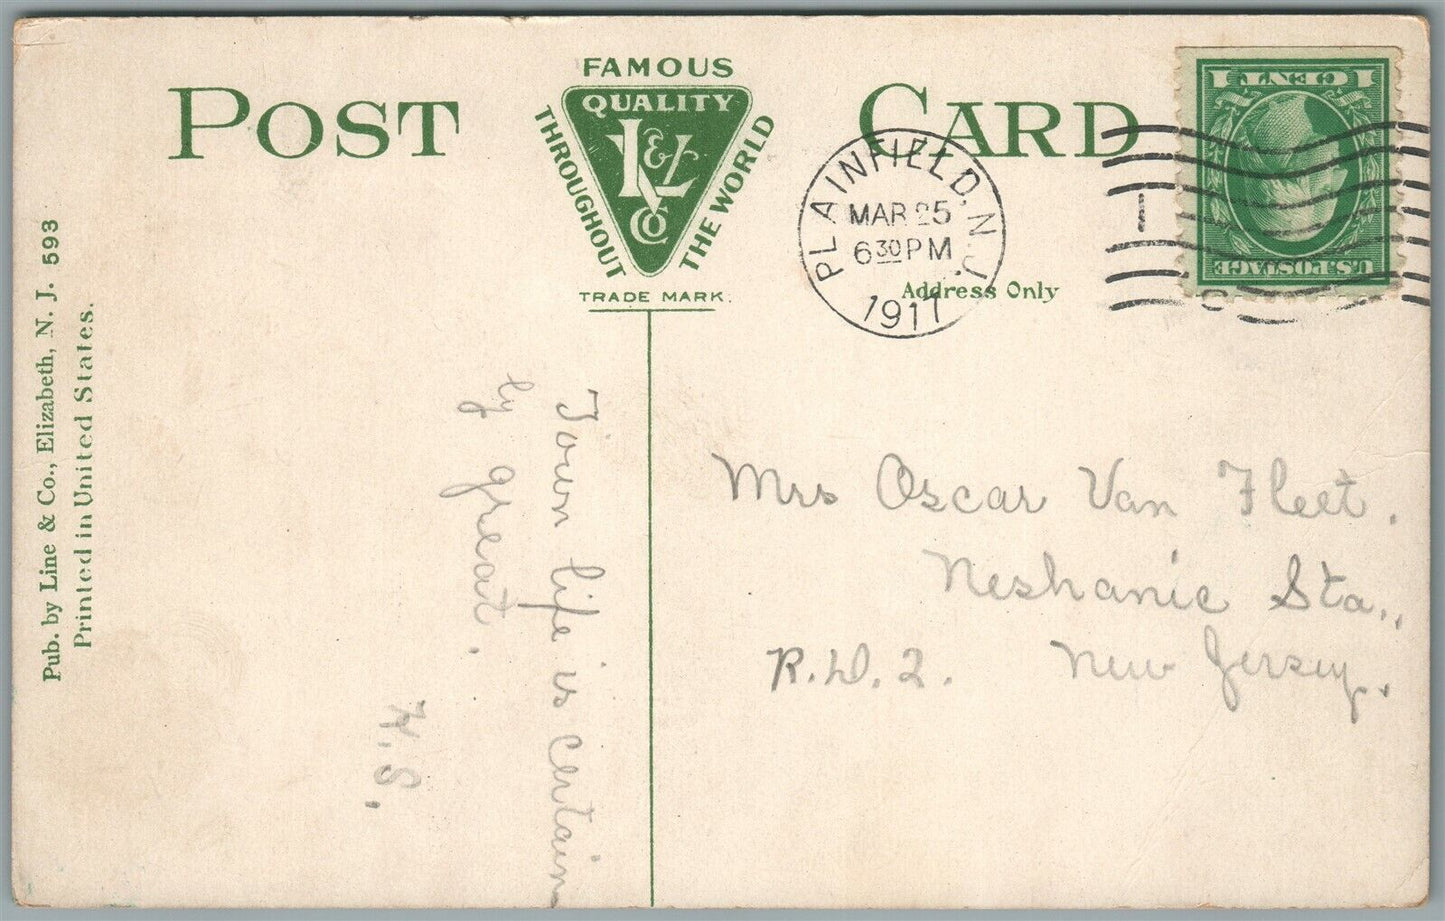 POST CARD
FAMOUS
QUALITY
L & Co
THROUGHOUT
THE WORLD
TRADE MARK.
PLAINFIELD, N.J.
MAR 25
6 30 PM
1911
1 CENT 1
U.S. POSTAGE
Address Only
Pub. by Line & Co., Elizabeth, N. J. 593
Printed in United States.
Town life is certain
ly great.
H.S.
Mrs Oscar Van Fleet.
Neshanic Sta.,
R.D.2. New Jersey.